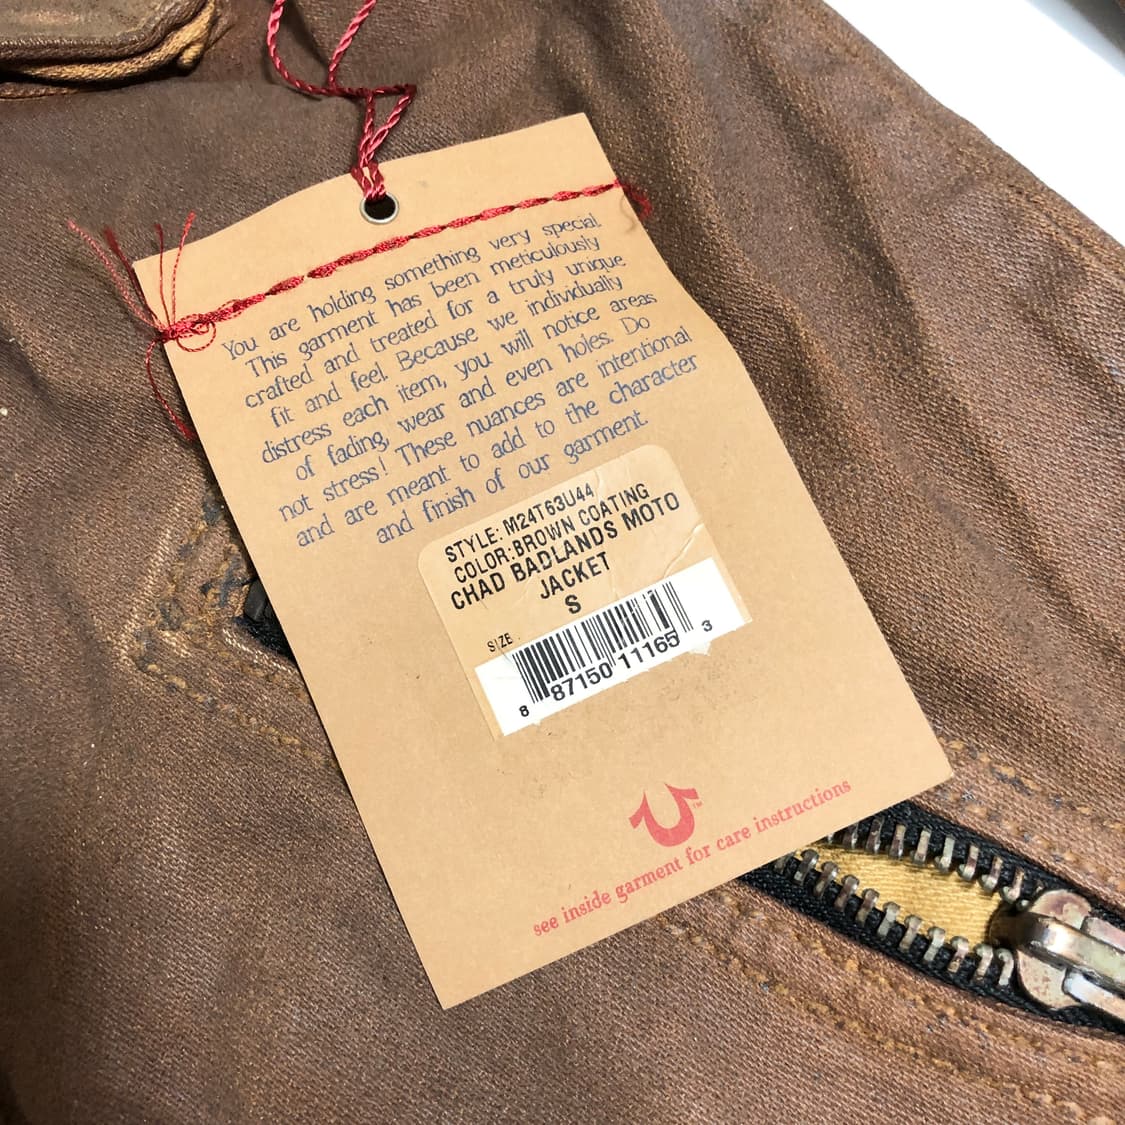 You are holding something very special.
This garment has been meticulously
crafted and treated for a truly unique
fit and feel. Because we individually
distress each item, you will notice areas
of fading, wear and even holes. Do
not stress! These nuances are intentional
and are meant to add to the character
and finish of our garment.
STYLE: M24T63U44
COLOR:BROWN COATING
CHAD BADLANDS MOTO
JACKET
SIZE: S
8 87150 11165 3
TM
see inside garment for care instructions